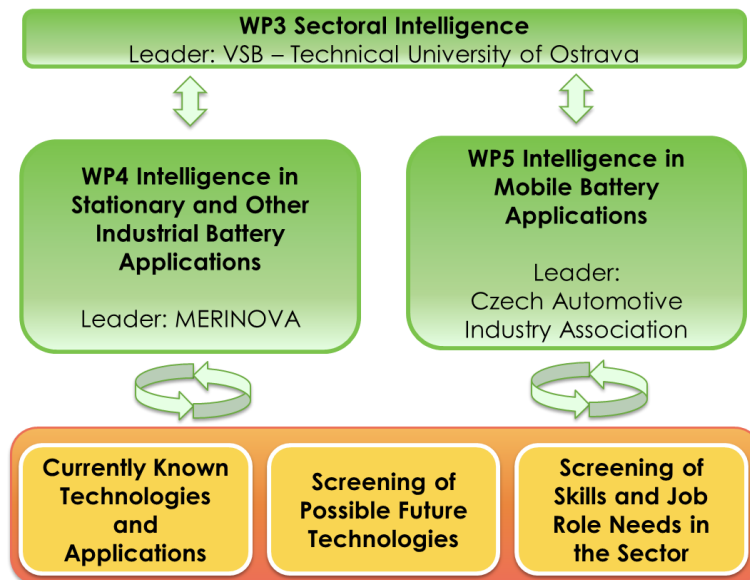 WP3 Sectoral Intelligence
Leader: VSB – Technical University of Ostrava
WP4 Intelligence in
Stationary and Other
Industrial Battery
Applications
Leader: MERINOVA
WP5 Intelligence in
Mobile Battery
Applications
Leader:
Czech Automotive
Industry Association
Currently Known
Technologies
and
Applications
Screening of
Possible Future
Technologies
Screening of
Skills and Job
Role Needs in
the Sector